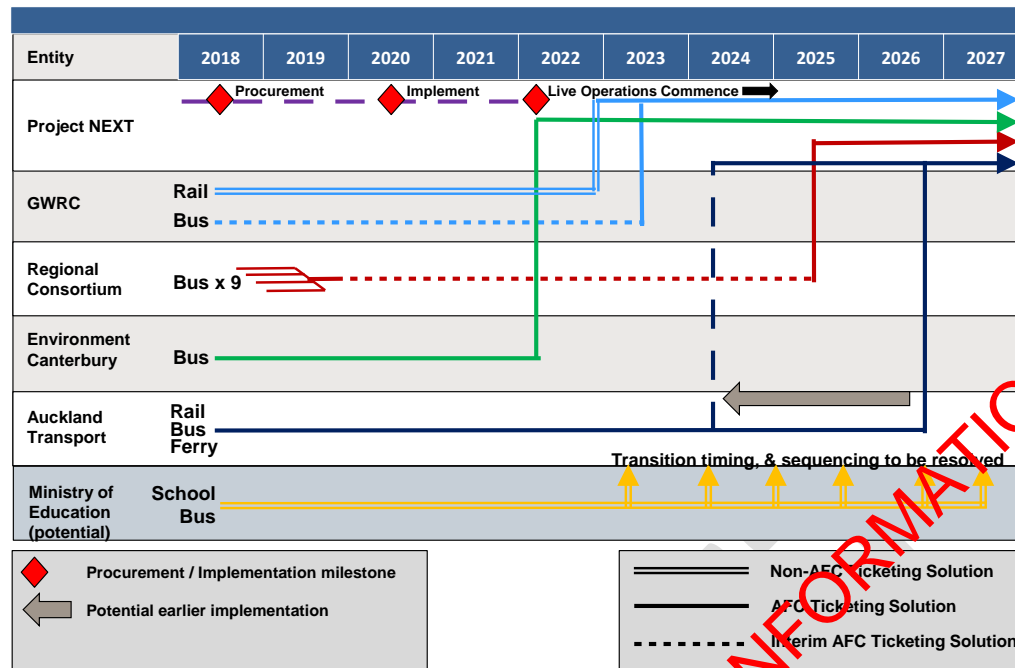 Entity 2018 2019 2020 2021 2022 2023 2024 2025 2026 2027
Procurement Implement Live Operations Commence
Project NEXT
GWRC
Rail
Bus
Regional
Consortium
Bus x 9
Environment
Canterbury
Bus
Auckland
Transport
Rail
Bus
Ferry
Transition timing, & sequencing to be resolved
Ministry of
Education
(potential)
School
Bus
Procurement / Implementation milestone
Potential earlier implementation
Non-AFC Ticketing Solution
AFC Ticketing Solution
Interim AFC Ticketing Solution
INFORMATIO